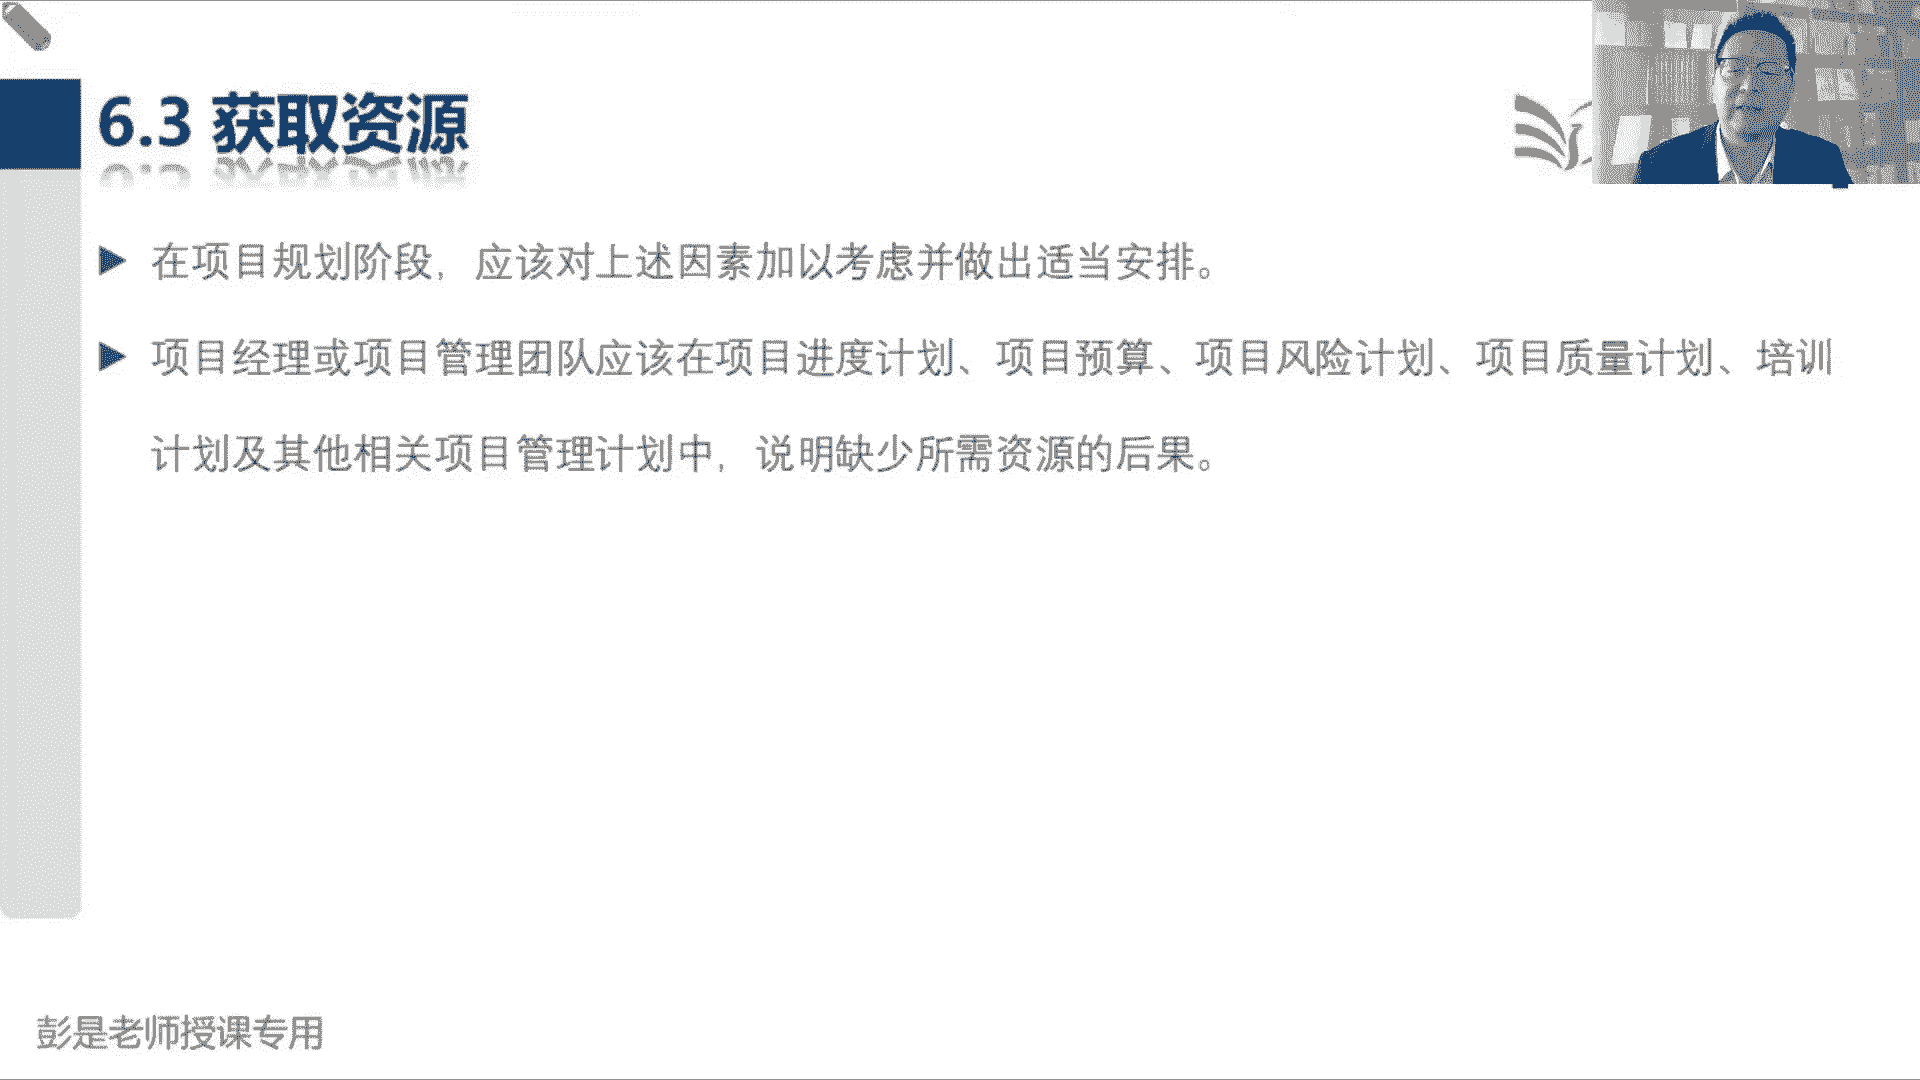 6.3 获取资源
在项目规划阶段，应该对上述因素加以考虑并做出适当安排。
项目经理或项目管理团队应该在项目进度计划、项目预算、项目风险计划、项目质量计划、培训
计划及其他相关项目管理计划中，说明缺少所需资源的后果。
彭是老师授课专用